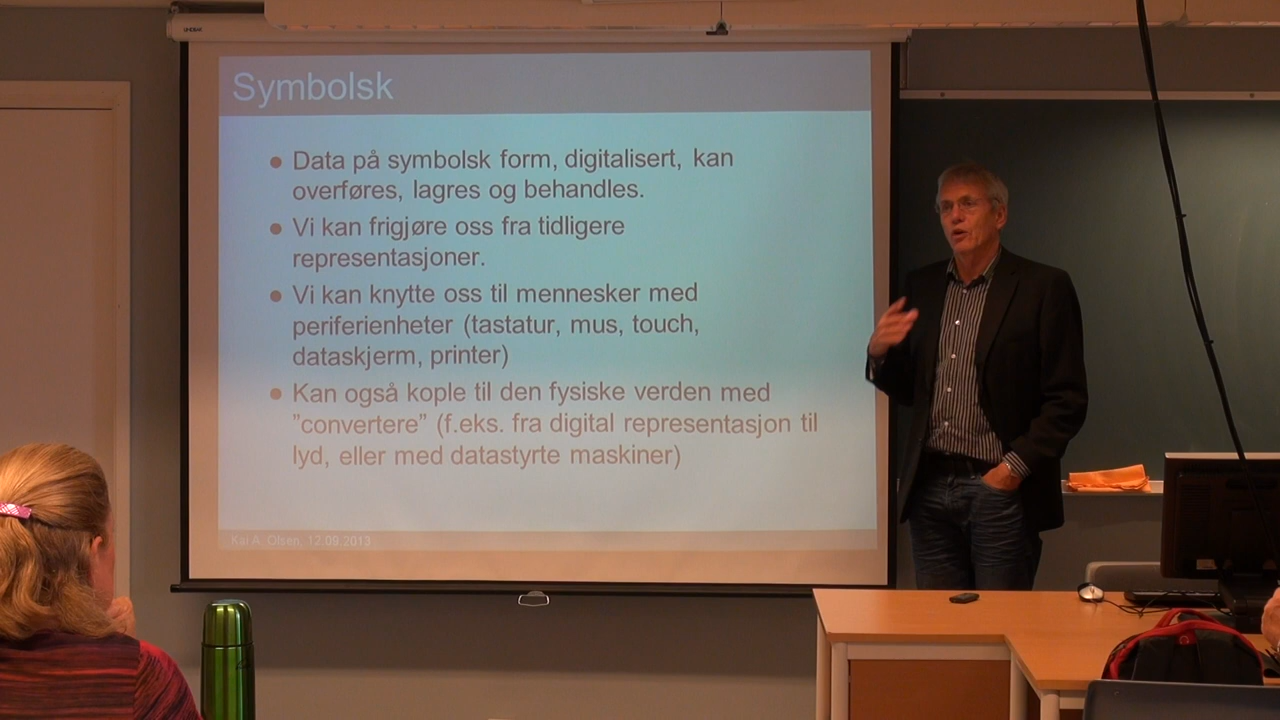 Symbolsk
● Data på symbolsk form, digitalisert, kan
overføres, lagres og behandles.
● Vi kan frigjøre oss fra tidligere
representasjoner.
● Vi kan knytte oss til mennesker med
periferienheter (tastatur, mus, touch,
dataskjerm, printer)
● Kan også kople til den fysiske verden med
”convertere” (f.eks. fra digital representasjon til
lyd, eller med datastyrte maskiner)
Kai A. Olsen, 12.09.2013